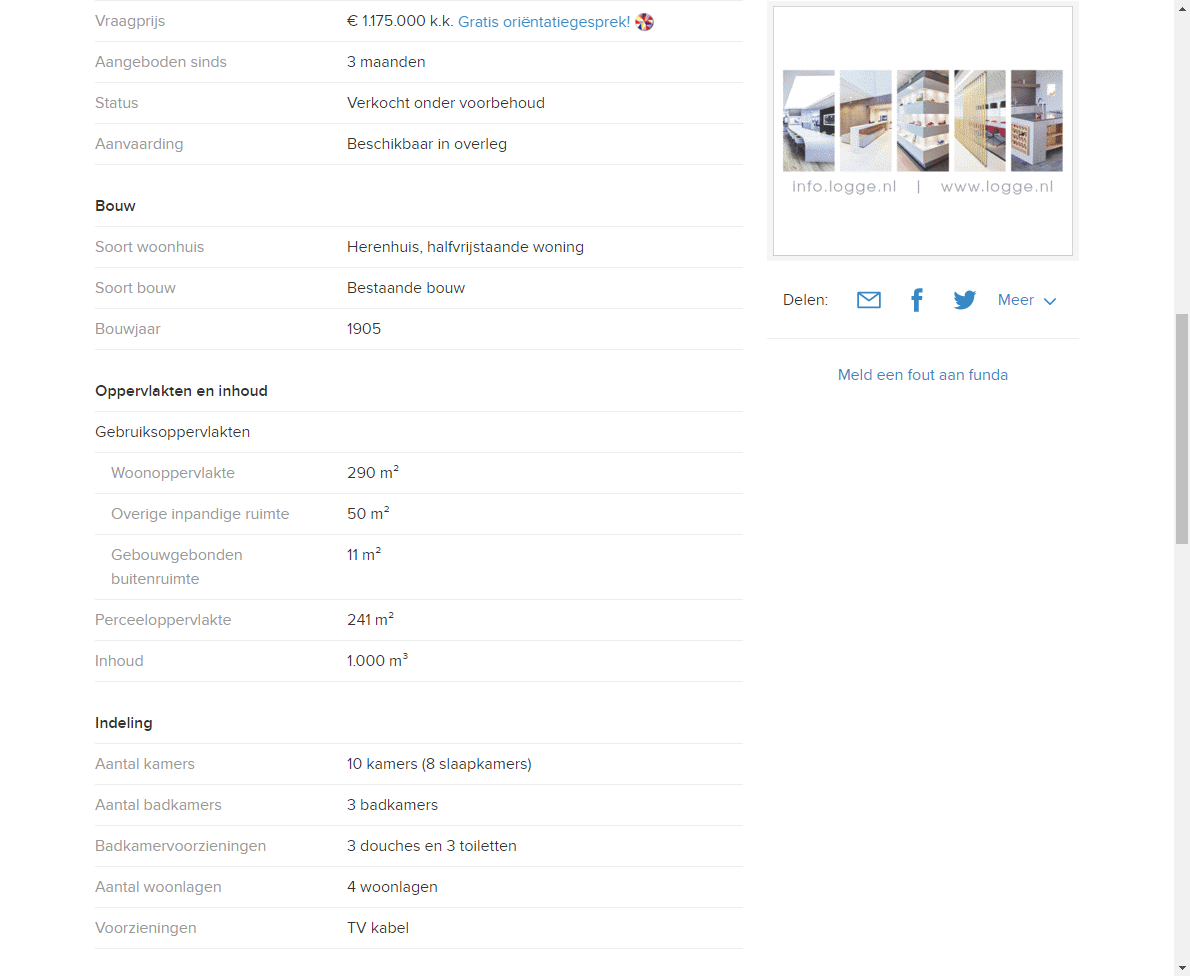 Vraagprijs € 1.175.000 k.k. Gratis oriëntatiegesprek!
Aangeboden sinds 3 maanden
Status Verkocht onder voorbehoud
Aanvaarding Beschikbaar in overleg
Bouw
Soort woonhuis Herenhuis, halfvrijstaande woning
Soort bouw Bestaande bouw
Bouwjaar 1905
Oppervlakten en inhoud
Gebruiksoppervlakten
Woonoppervlakte 290 m²
Overige inpandige ruimte 50 m²
Gebouwgebonden 11 m²
buitenruimte
Perceeloppervlakte 241 m²
Inhoud 1.000 m³
Indeling
Aantal kamers 10 kamers (8 slaapkamers)
Aantal badkamers 3 badkamers
Badkamervoorzieningen 3 douches en 3 toiletten
Aantal woonlagen 4 woonlagen
Voorzieningen TV kabel
info.logge.nl | www.logge.nl
Delen: Meer
Meld een fout aan funda